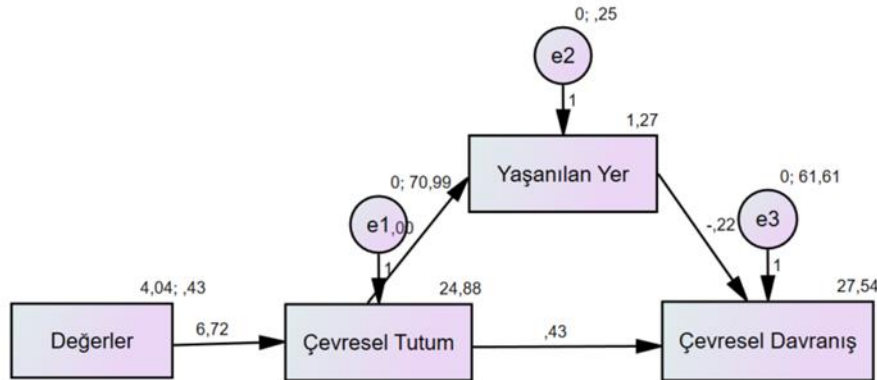 0; ,25
e2
1
1,27
Yaşanılan Yer
0; 70,99
e1
,00
1
0; 61,61
e3
-,22
1
4,04; ,43
Değerler
6,72
24,88
Çevresel Tutum
,43
27,54
Çevresel Davranış